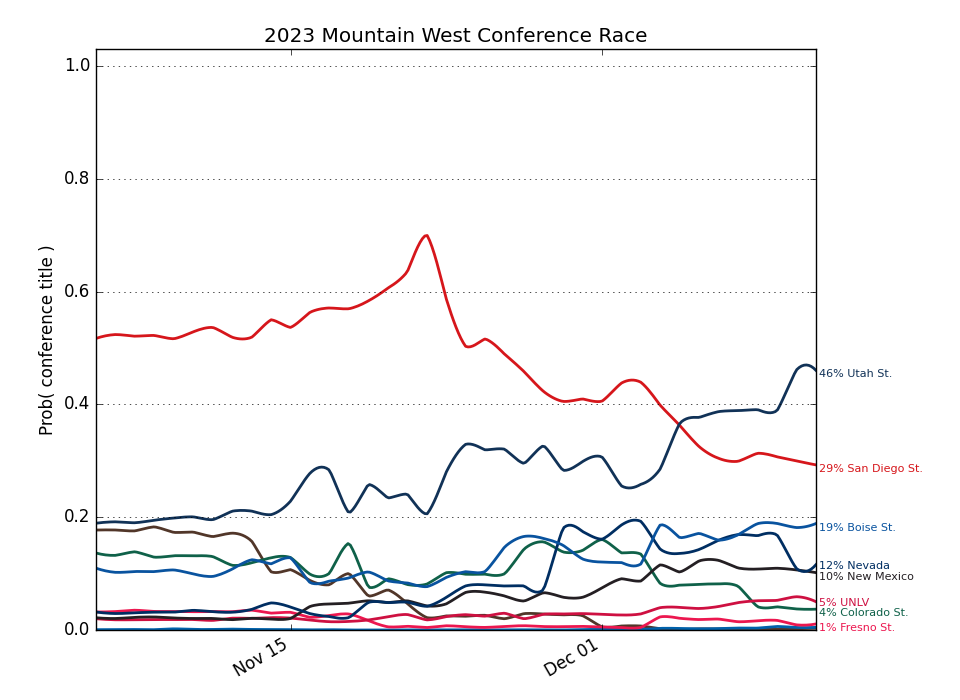 2023 Mountain West Conference Race
Prob( conference title )
1.0
0.8
0.6
0.4
0.2
0.0
Nov 15
Dec 01
46% Utah St.
29% San Diego St.
19% Boise St.
12% Nevada
10% New Mexico
5% UNLV
4% Colorado St.
1% Fresno St.